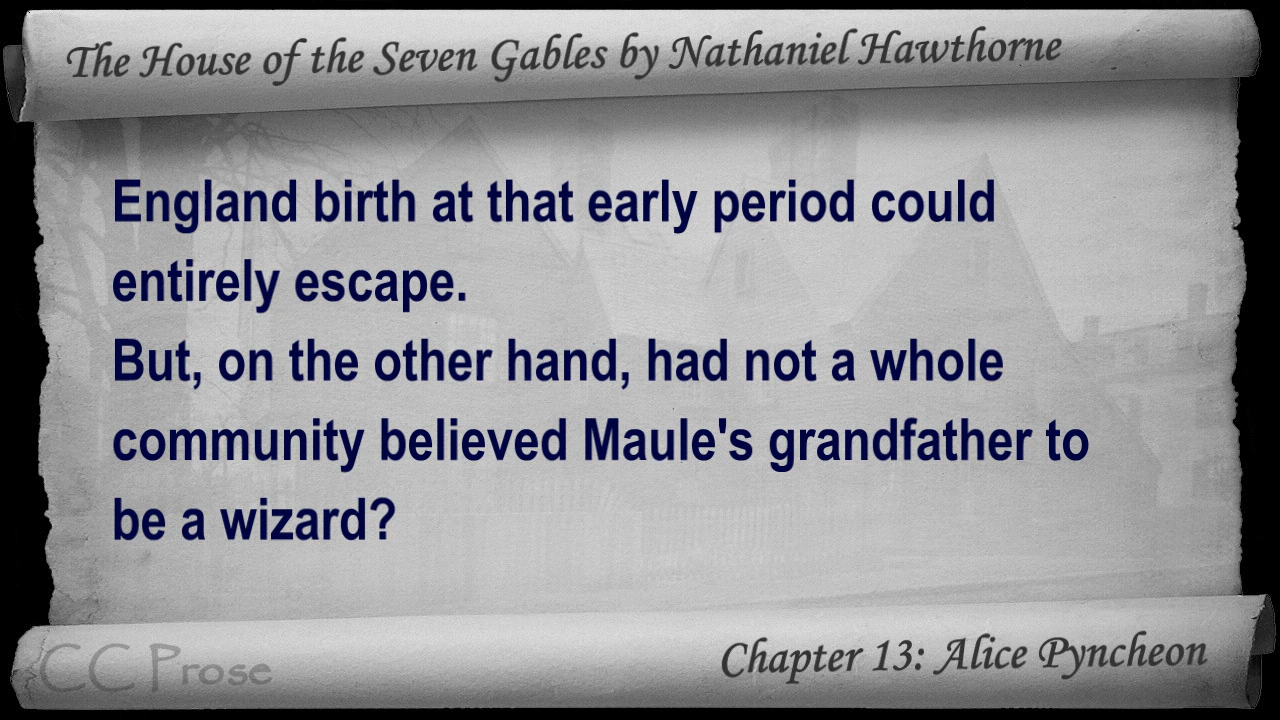 The House of the Seven Gables by Nathaniel Hawthorne
England birth at that early period could
entirely escape.
But, on the other hand, had not a whole
community believed Maule's grandfather to
be a wizard?
CC Prose
Chapter 13: Alice Pyncheon